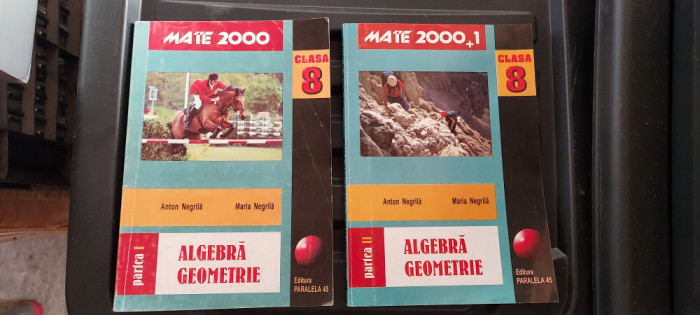 MATE 2000
CLASA
8
Anton Negrilă
Maria Negrilă
partea I
ALGEBRĂ
GEOMETRIE
Editura
PARALELA 45
MATE 2000+1
CLASA
8
Anton Negrilă
Maria Negrilă
partea II
ALGEBRĂ
GEOMETRIE
Editura
PARALELA 45